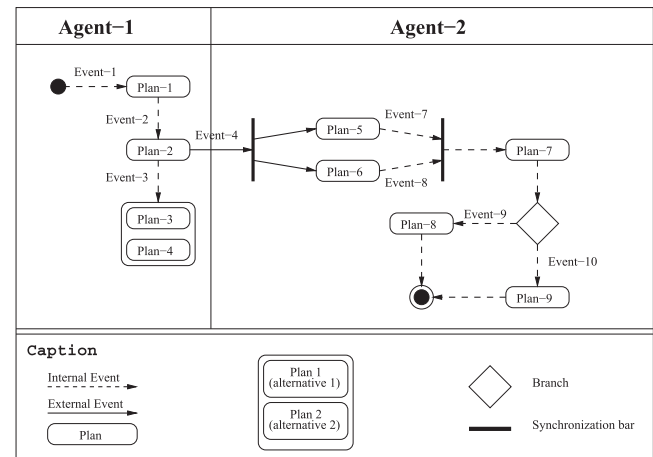 Agent−1
Agent−2
Event−1
Plan−1
Event−2
Event−4
Plan−2
Event−3
Plan−3
Plan−4
Plan−5
Event−7
Plan−6
Event−8
Plan−7
Plan−8
Event−9
Event−10
Plan−9
Caption
Internal Event
External Event
Plan
Plan 1
(alternative 1)
Plan 2
(alternative 2)
Branch
Synchronization bar